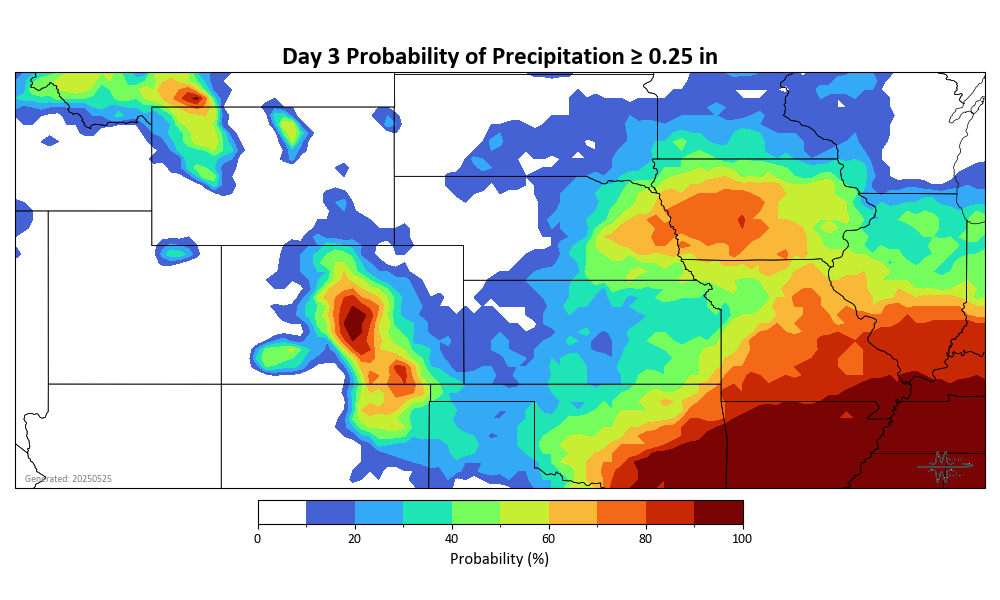 Day 3 Probability of Precipitation ≥ 0.25 in
Generated: 20250525
0 20 40 60 80 100
Probability (%)